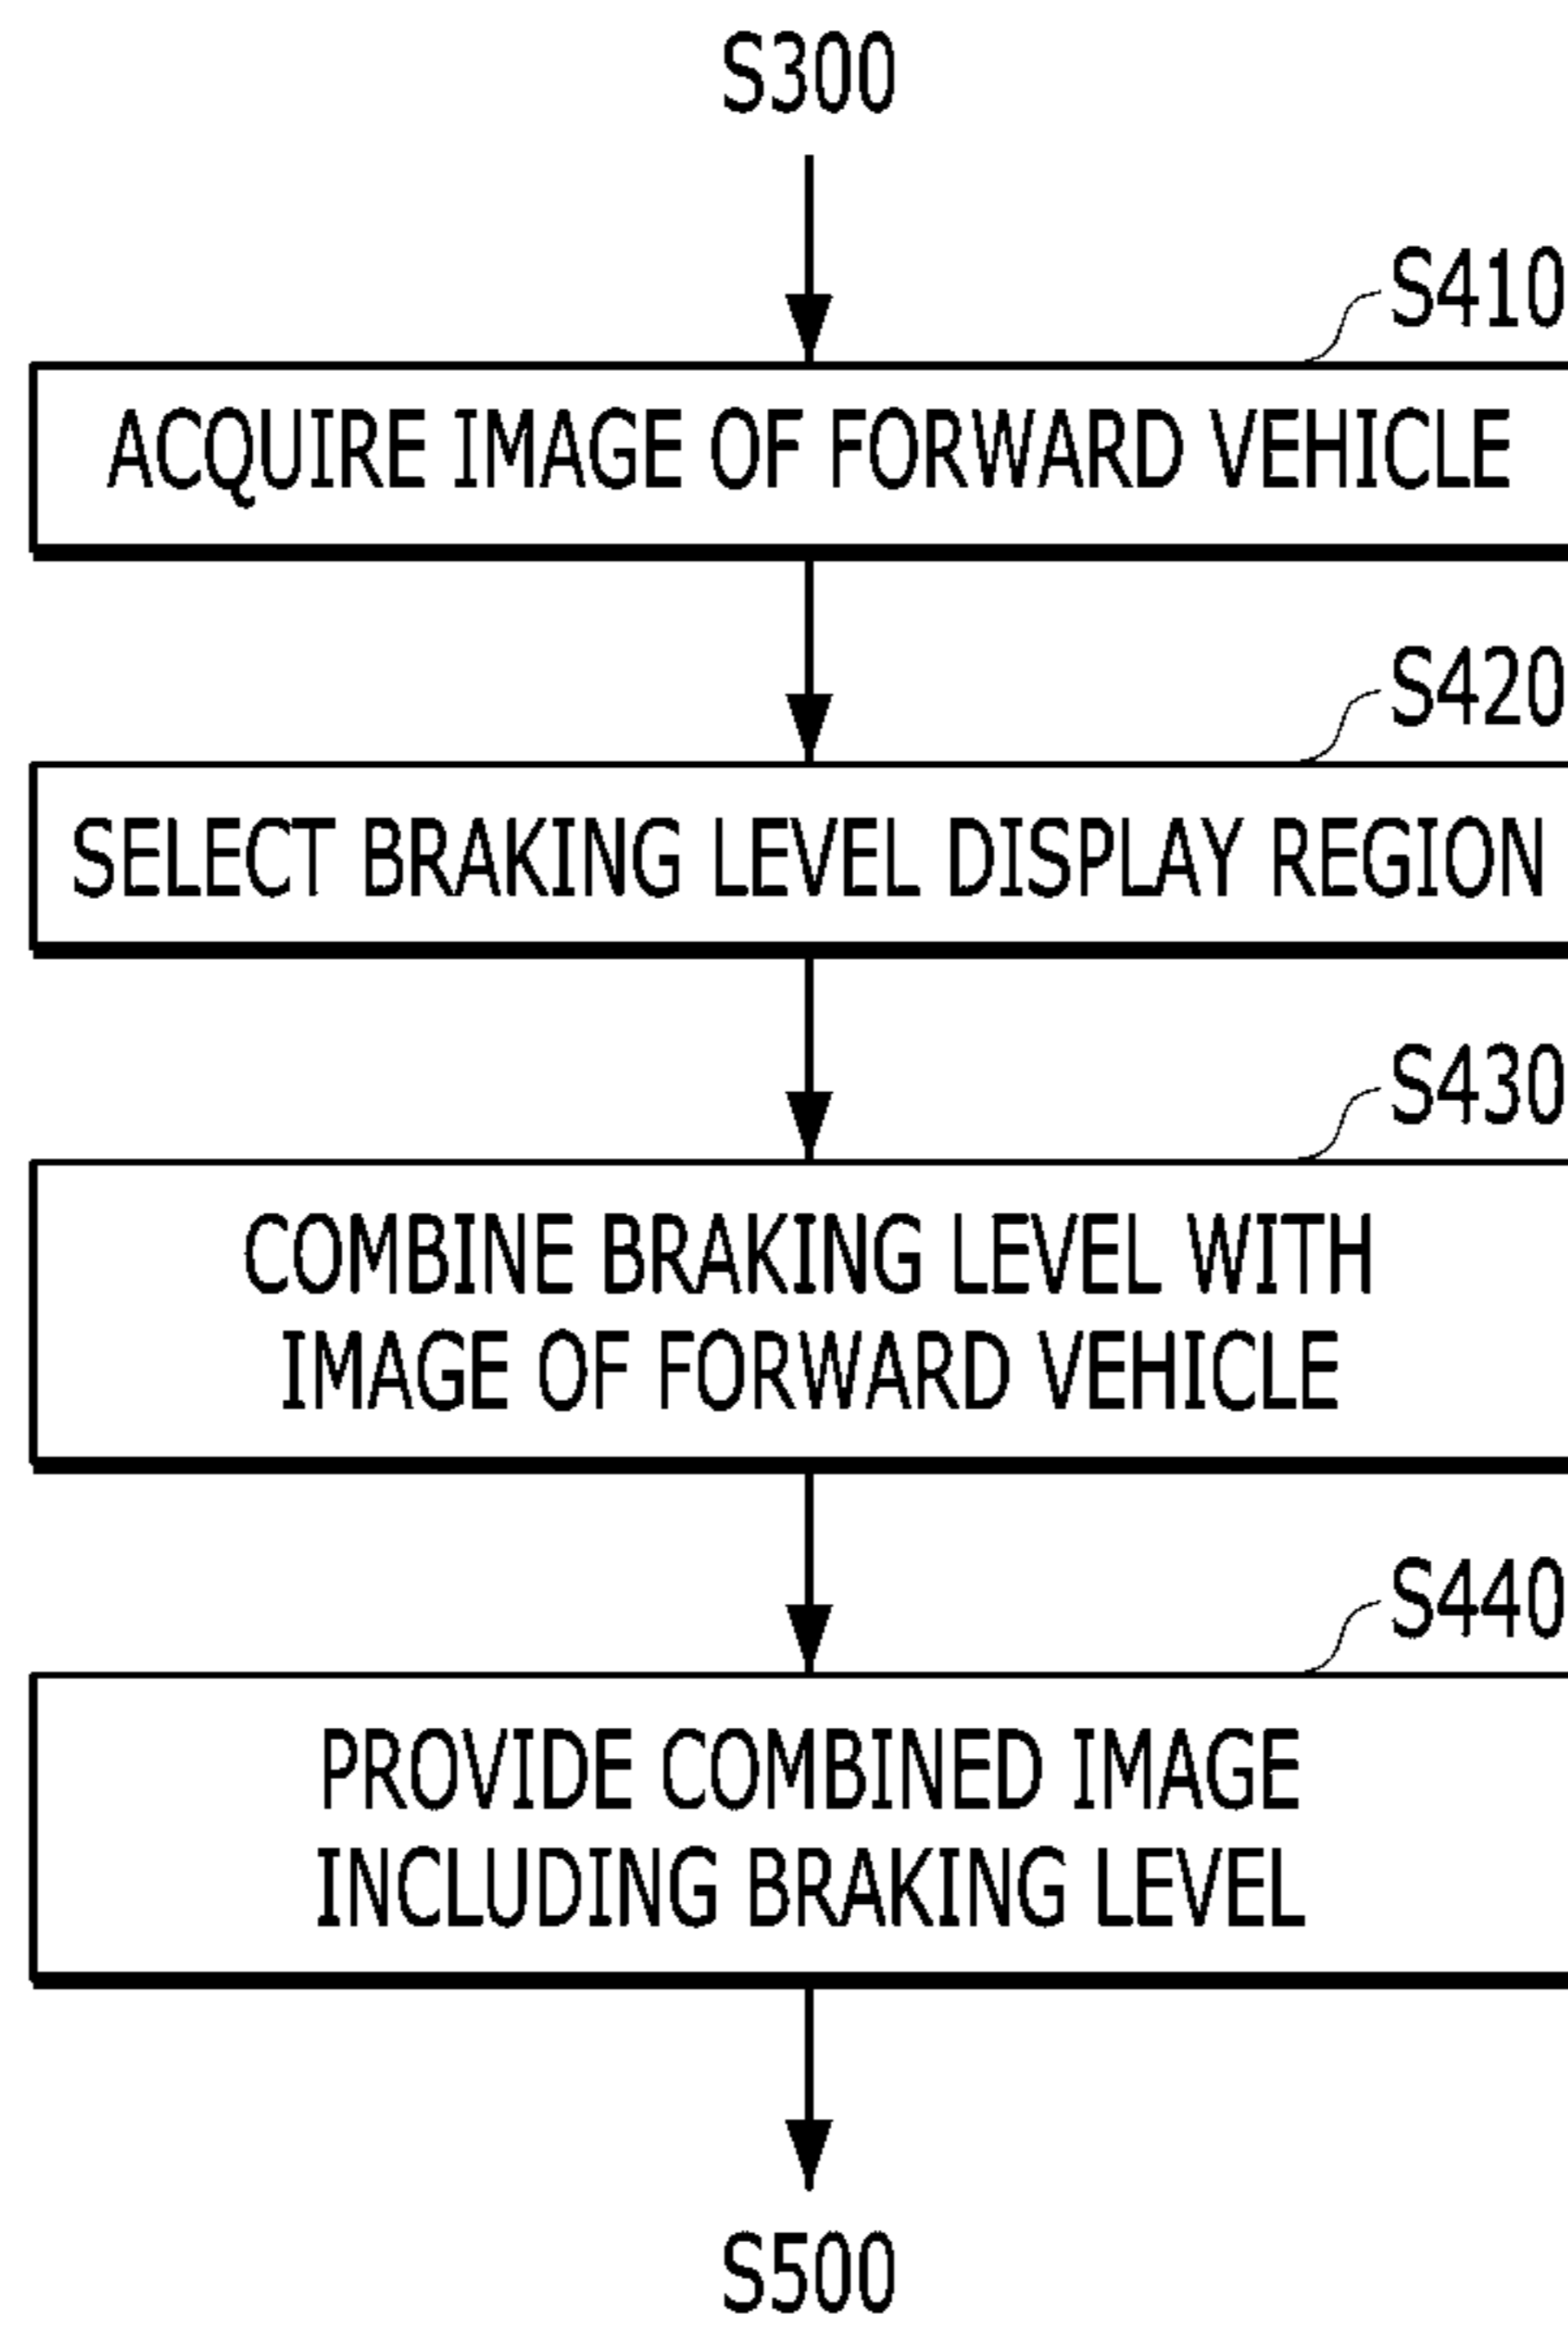 S300
S410
ACQUIRE IMAGE OF FORWARD VEHICLE
S420
SELECT BRAKING LEVEL DISPLAY REGION
S430
COMBINE BRAKING LEVEL WITH
IMAGE OF FORWARD VEHICLE
S440
PROVIDE COMBINED IMAGE
INCLUDING BRAKING LEVEL
S500